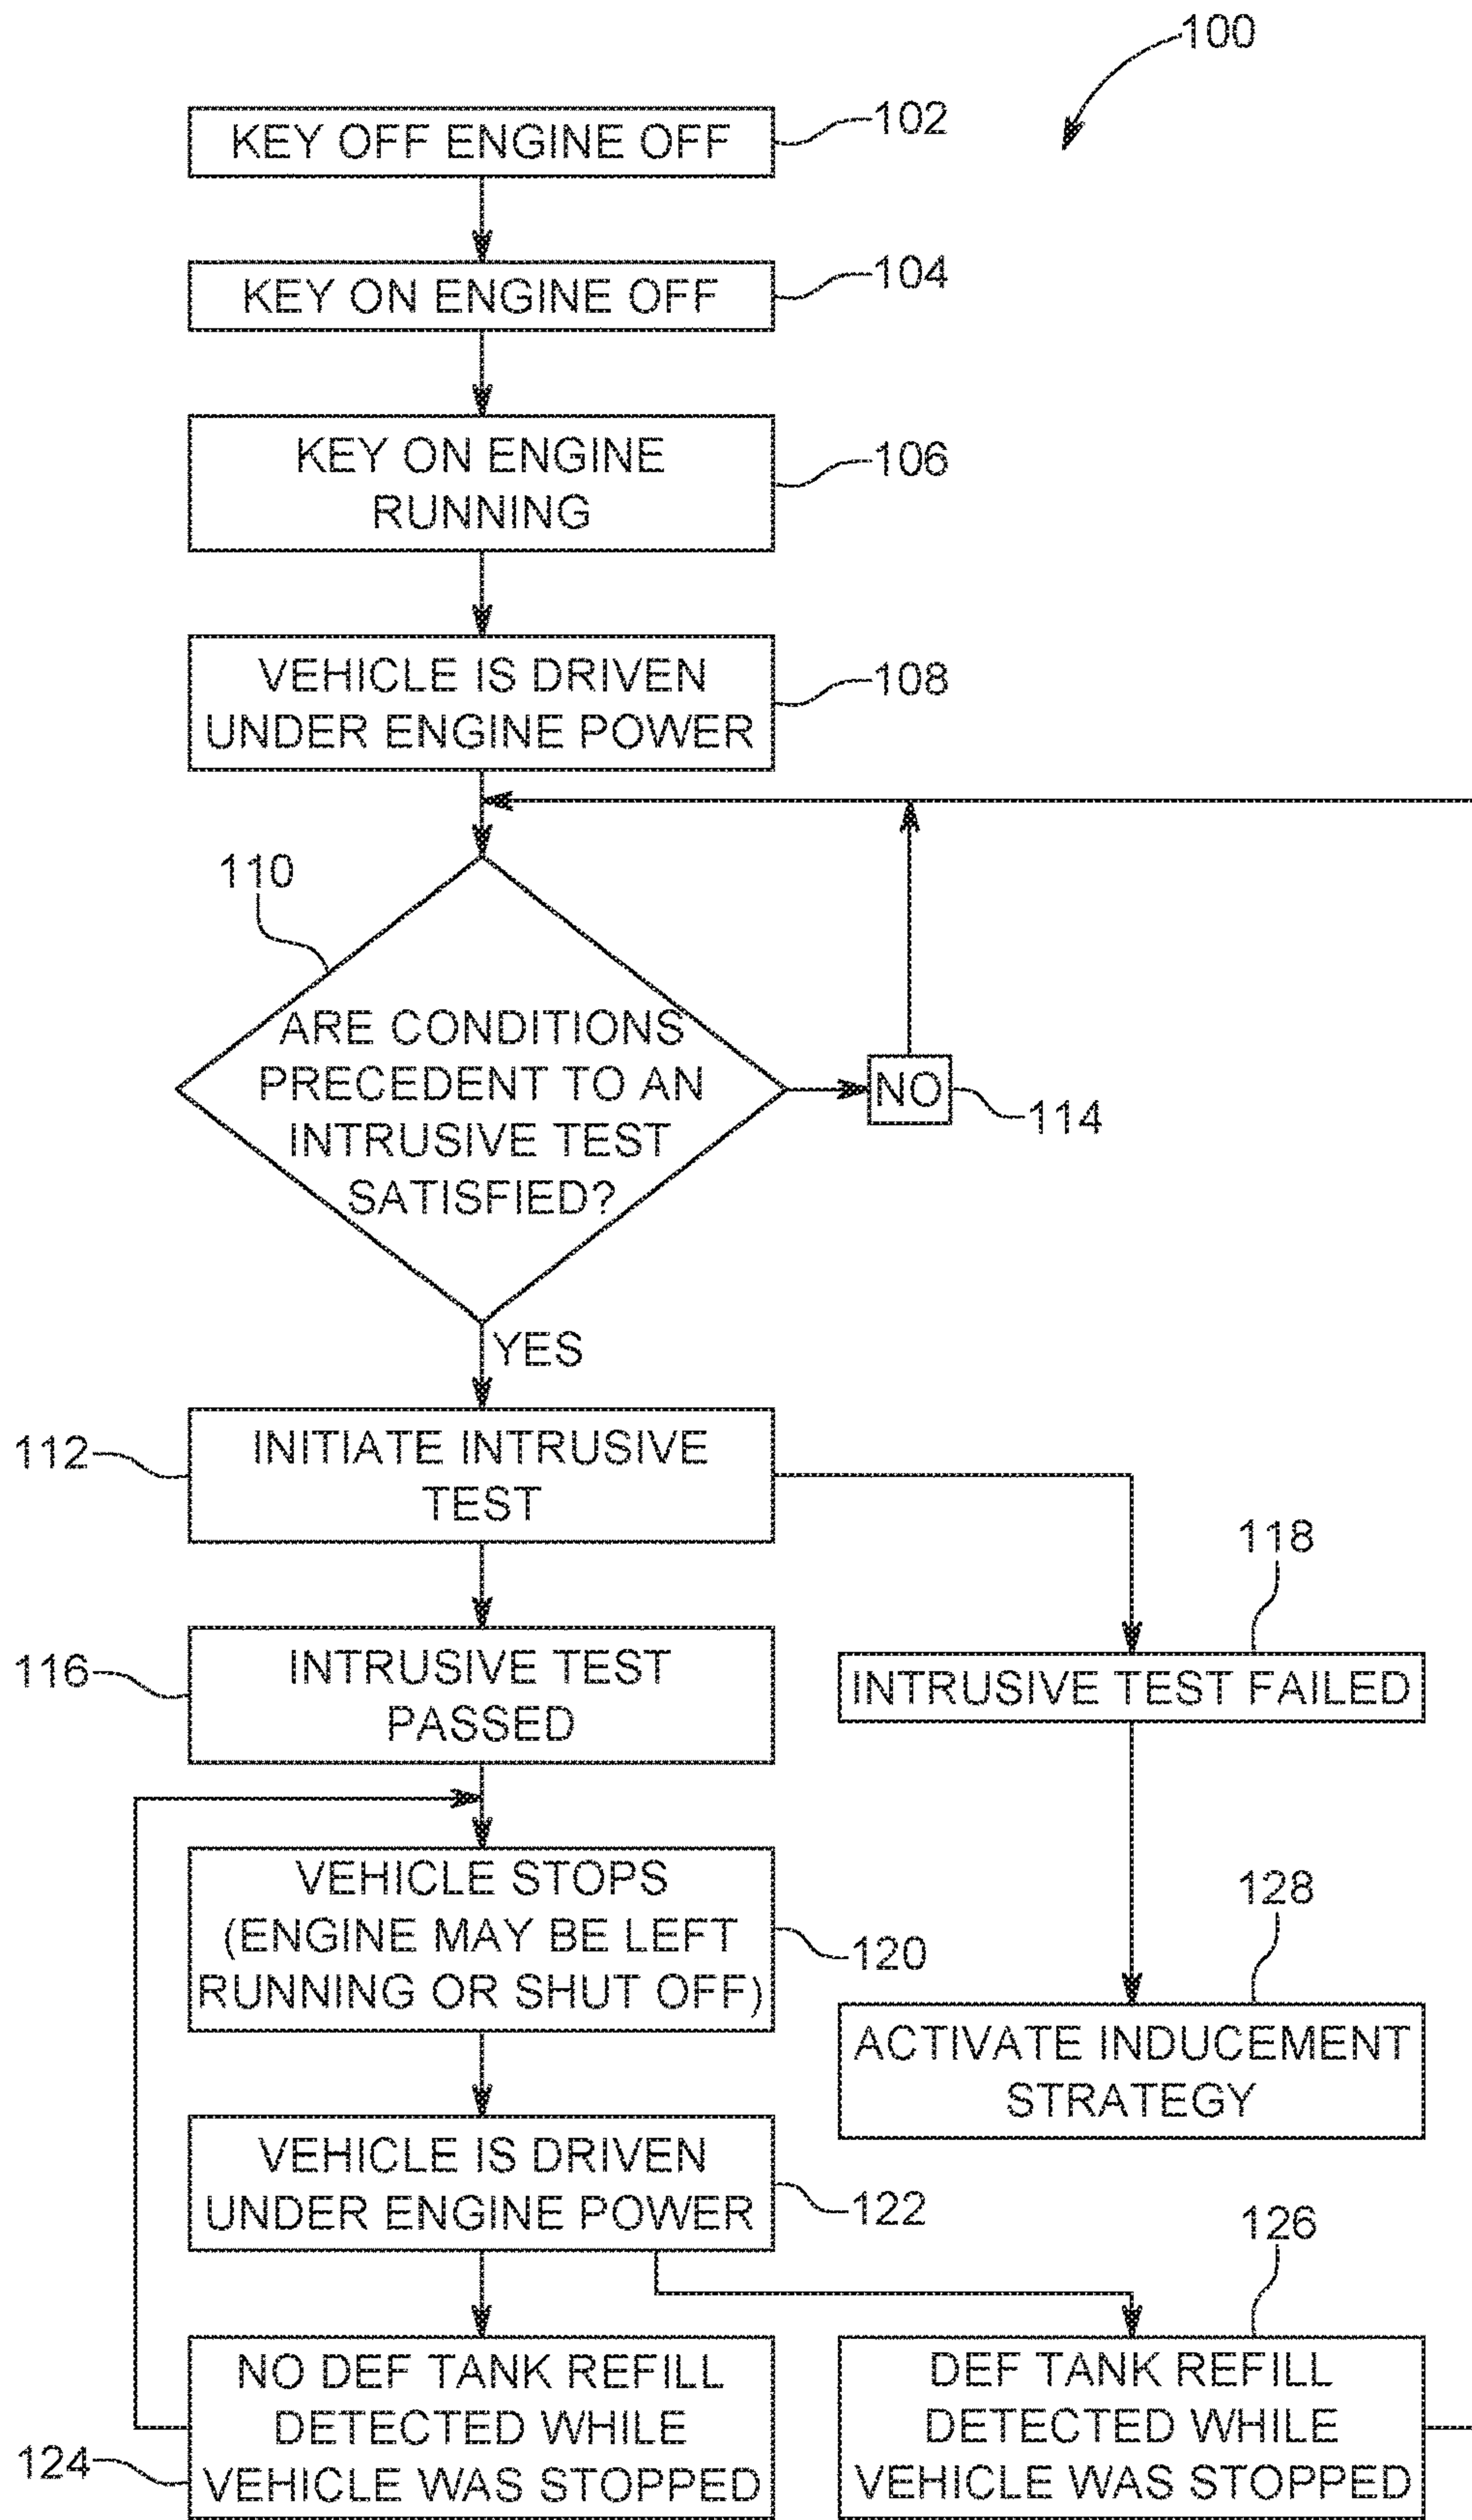 100
KEY OFF ENGINE OFF
102
KEY ON ENGINE OFF
104
KEY ON ENGINE
RUNNING
106
VEHICLE IS DRIVEN
UNDER ENGINE POWER
108
110
ARE CONDITIONS
PRECEDENT TO AN
INTRUSIVE TEST
SATISFIED?
NO
114
YES
112
INITIATE INTRUSIVE
TEST
118
116
INTRUSIVE TEST
PASSED
INTRUSIVE TEST FAILED
VEHICLE STOPS
(ENGINE MAY BE LEFT
RUNNING OR SHUT OFF)
120
128
ACTIVATE INDUCEMENT
STRATEGY
VEHICLE IS DRIVEN
UNDER ENGINE POWER
122
126
NO DEF TANK REFILL
DETECTED WHILE
VEHICLE WAS STOPPED
124
DEF TANK REFILL
DETECTED WHILE
VEHICLE WAS STOPPED